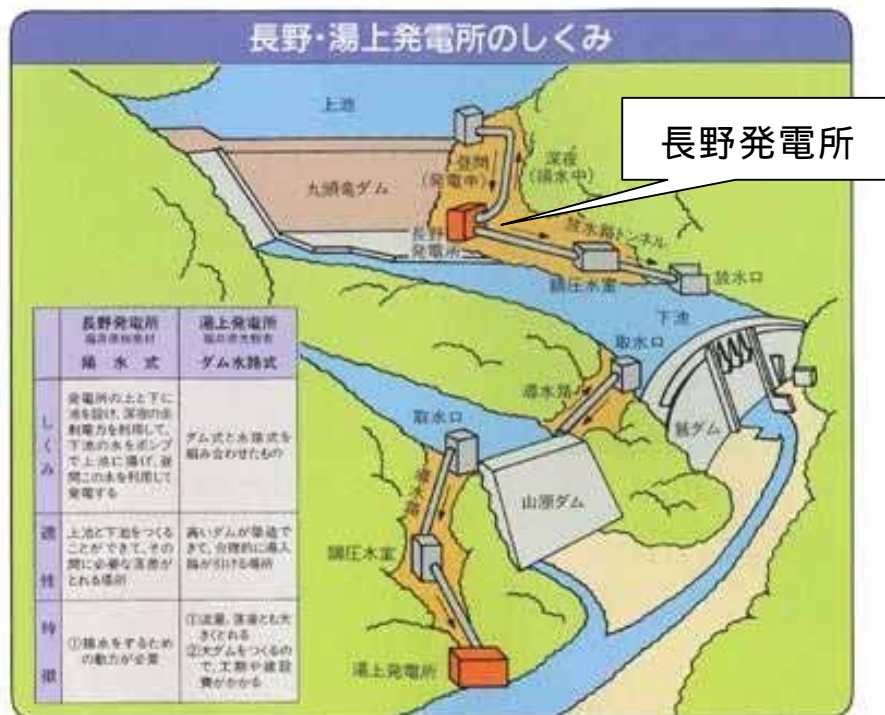 長野・湯上発電所のしくみ
上池
長野発電所
昼間
(発電中)
深夜
(揚水中)
九頭竜ダム
長野
発電所
放水路トンネル
調圧水室
放水口
下池
取水口
導水路
鷲ダム
取水口
山原ダム
導水路
調圧水室
湯上発電所
長野発電所
揚水式
湯上発電所
ダム水路式
しくみ
発電所の上と下に
池を設け、深夜の余
剰電力を利用して、
下池の水をポンプ
で上池に揚げ、昼
間この水を利用して
発電する
ダム式と水路式を
組み合わせたもの
適性
上池と下池をつくる
ことができて、その
間に必要な落差が
とれる場所
高いダムが築造で
きて、合理的に導入
路が引ける場所
特徴
①揚水をするため
の動力が必要
①流量、落差とも大
きくとれる
②大ダムをつくるの
で、工期や建設
費がかかる